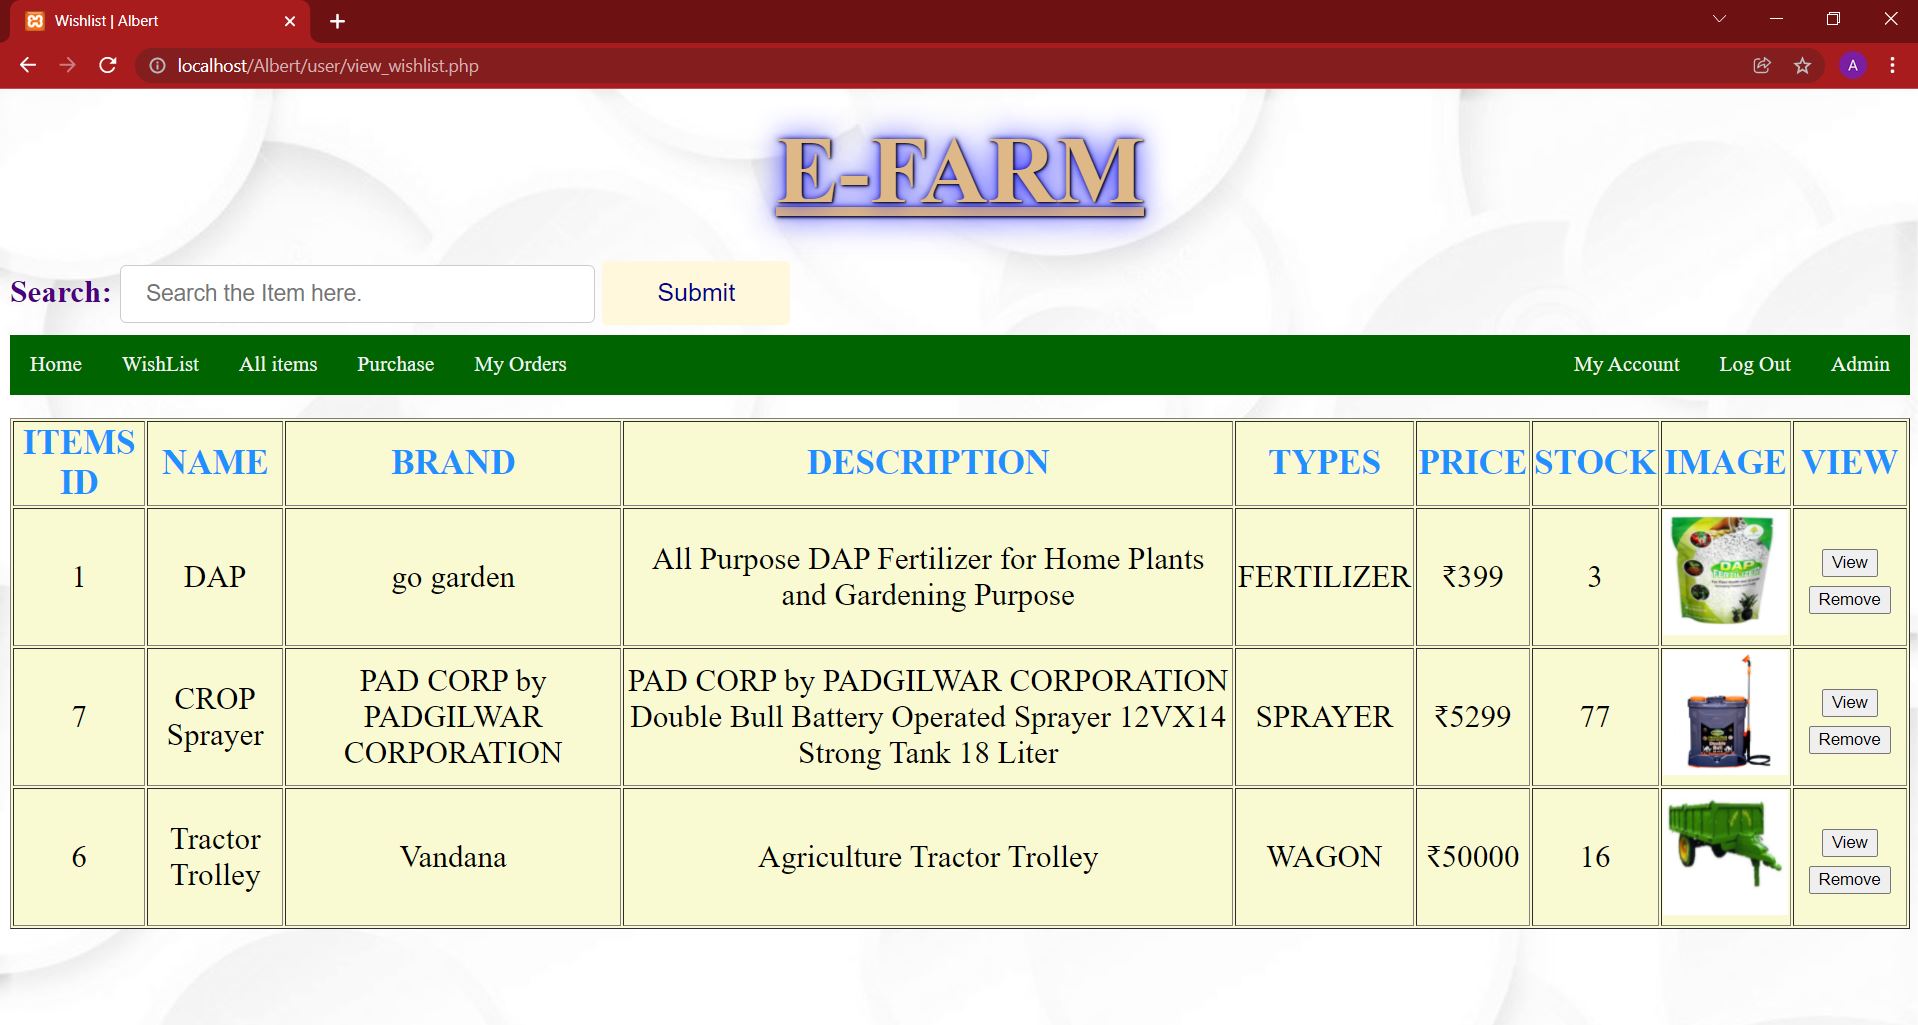 Wishlist | Albert
localhost/Albert/user/view_wishlist.php
A
E-FARM
Search: Search the Item here. Submit
Home WishList All items Purchase My Orders My Account Log Out Admin
ITEMS
ID
NAME
BRAND
DESCRIPTION
TYPES
PRICE
STOCK
IMAGE
VIEW
1
DAP
go garden
All Purpose DAP Fertilizer for Home Plants
and Gardening Purpose
FERTILIZER
₹399
3
DAP
FERTILIZER
View
Remove
7
CROP
Sprayer
PAD CORP by
PADGILWAR
CORPORATION
PAD CORP by PADGILWAR CORPORATION
Double Bull Battery Operated Sprayer 12VX14
Strong Tank 18 Liter
SPRAYER
₹5299
77
View
Remove
6
Tractor
Trolley
Vandana
Agriculture Tractor Trolley
WAGON
₹50000
16
View
Remove